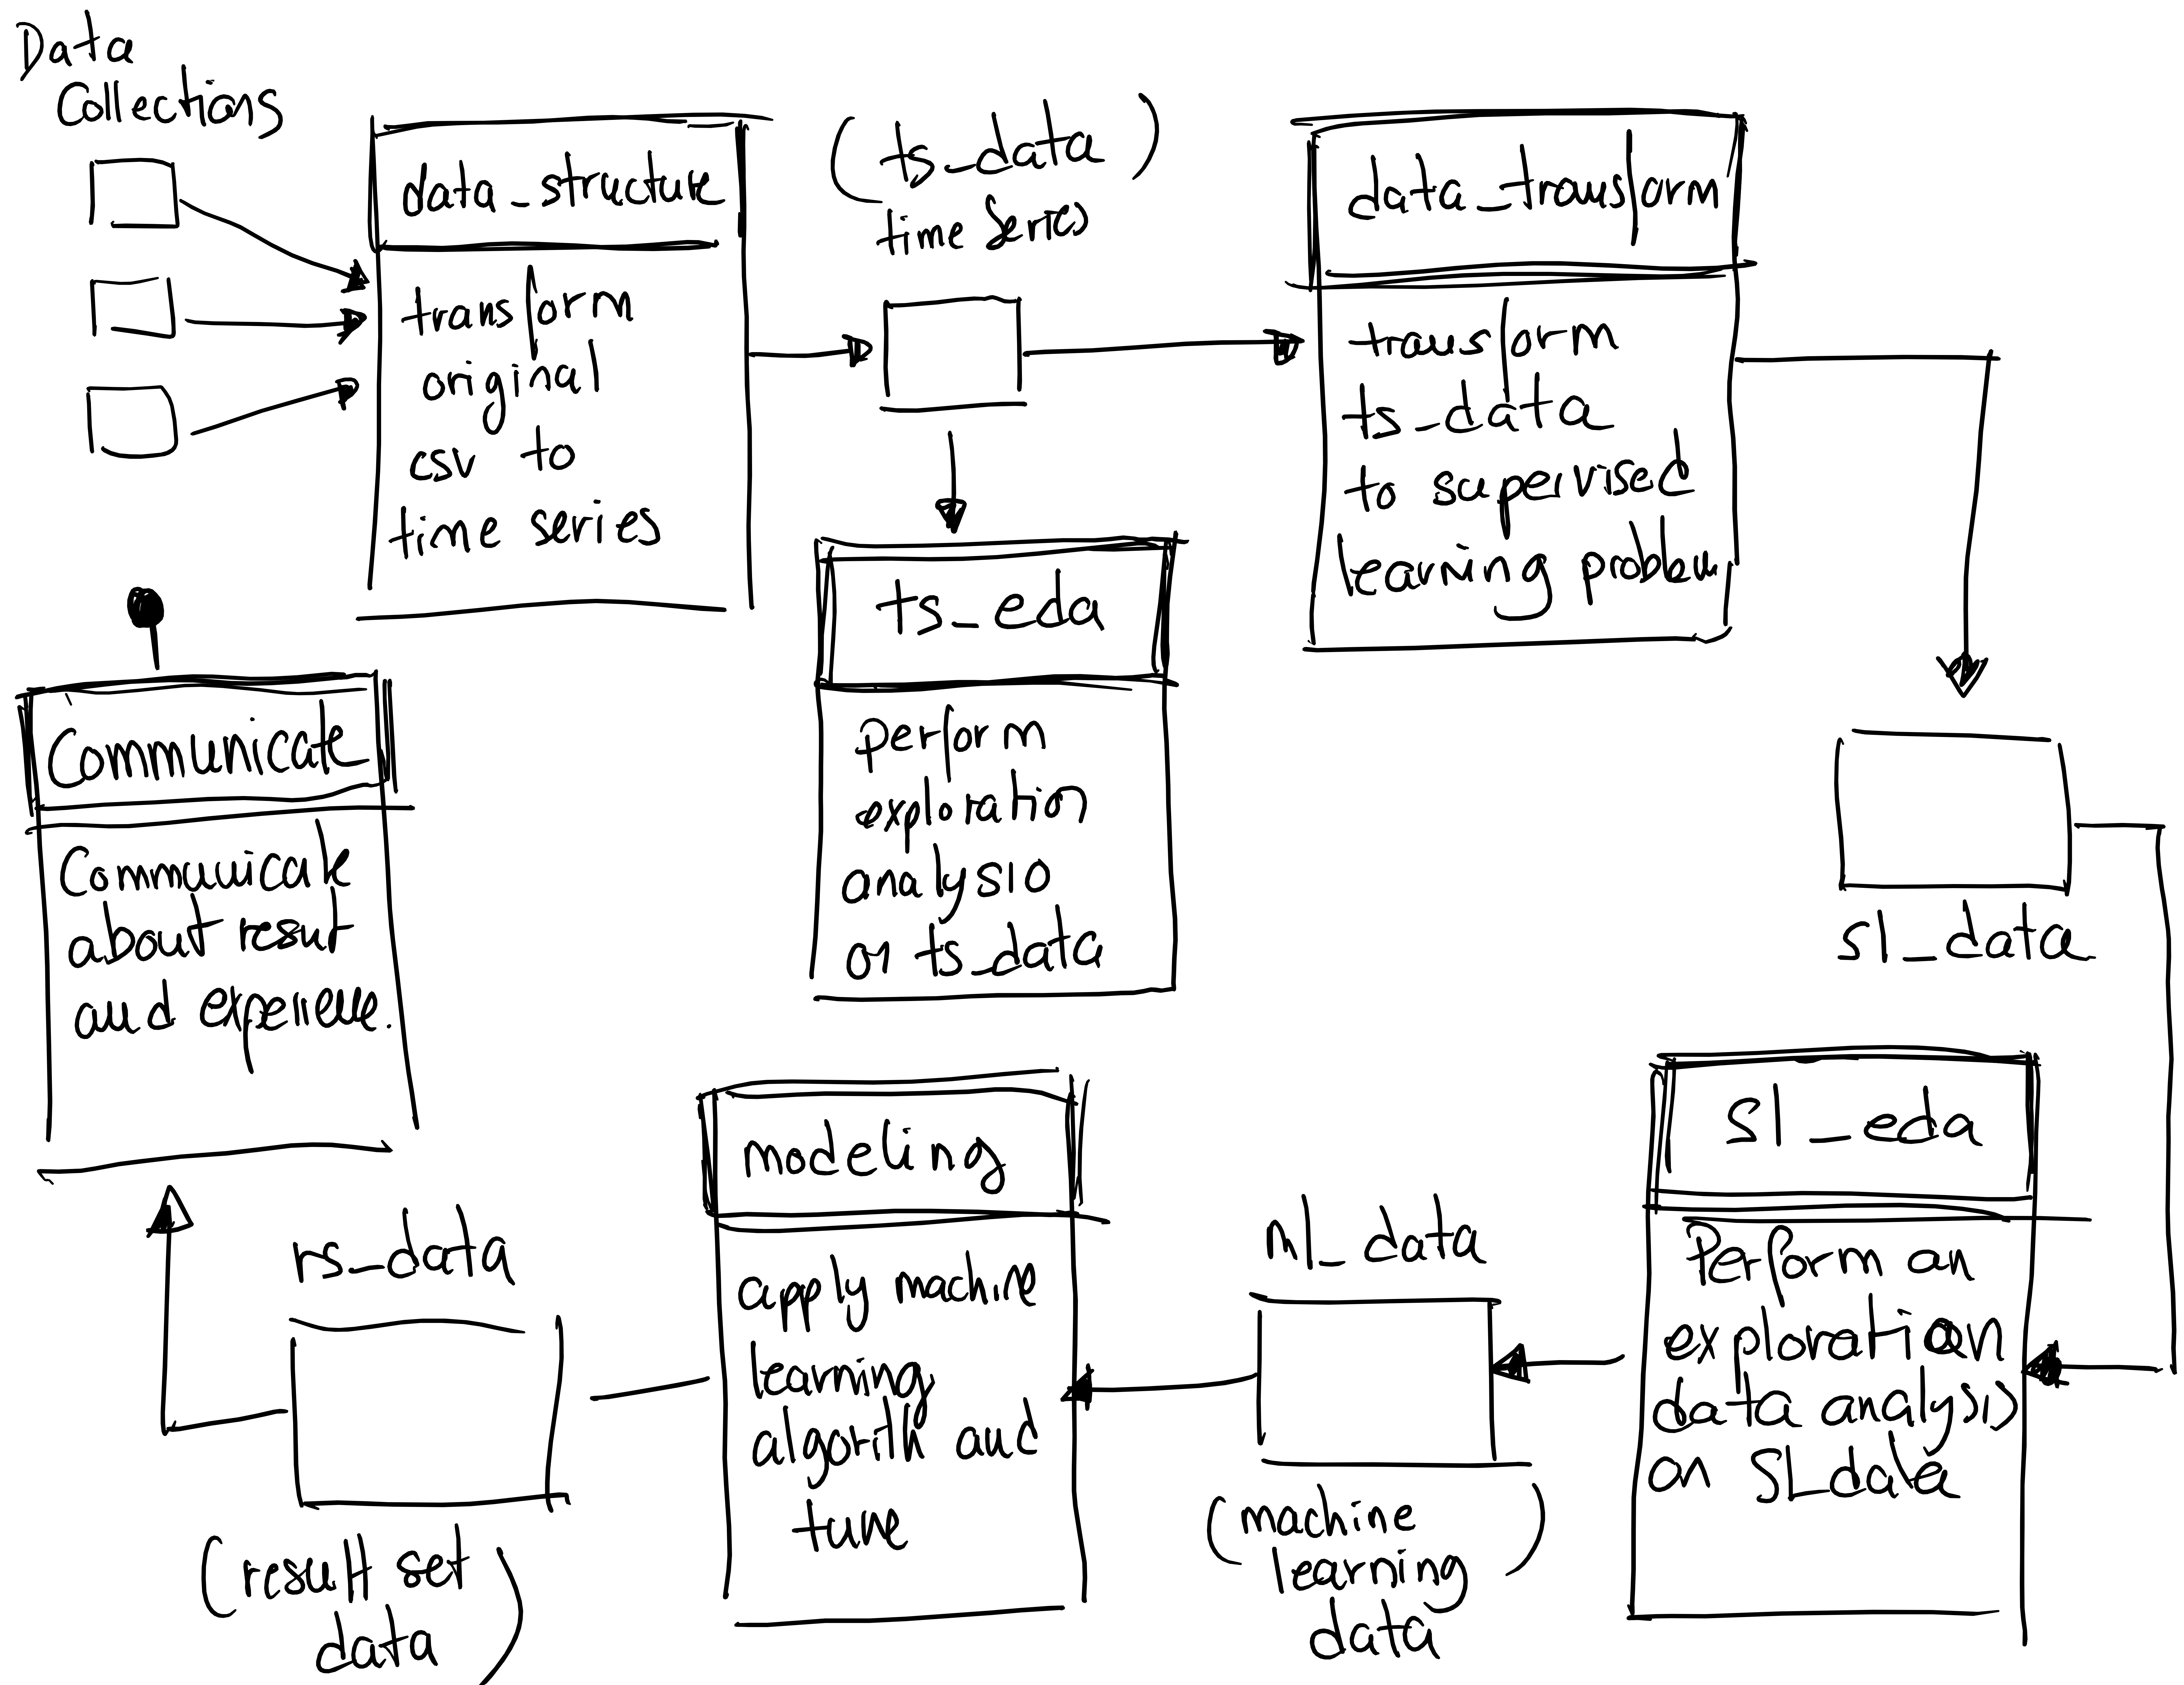 Data
Collections
data_structure
transform
original
csv to
time series
(ts_data)
time series
data_transform
transform
ts_data
to supervised
learning problem
ts_eda
perform
exploration
analysis
on ts_data
sl_data
sl_eda
Perform an
exploration
data analysis
on SL_data
ml_data
(machine
learning)
data
modeling
apply machine
learning
algorith and
tune
rs_data
(result set
data)
Communicate
Communicate
about result
and experience.